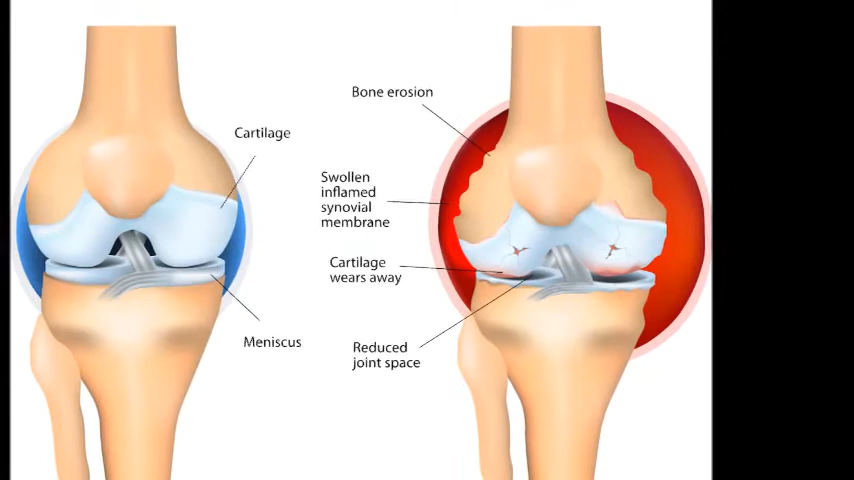 Cartilage
Meniscus
Bone erosion
Swollen
inflamed
synovial
membrane
Cartilage
wears away
Reduced
joint space